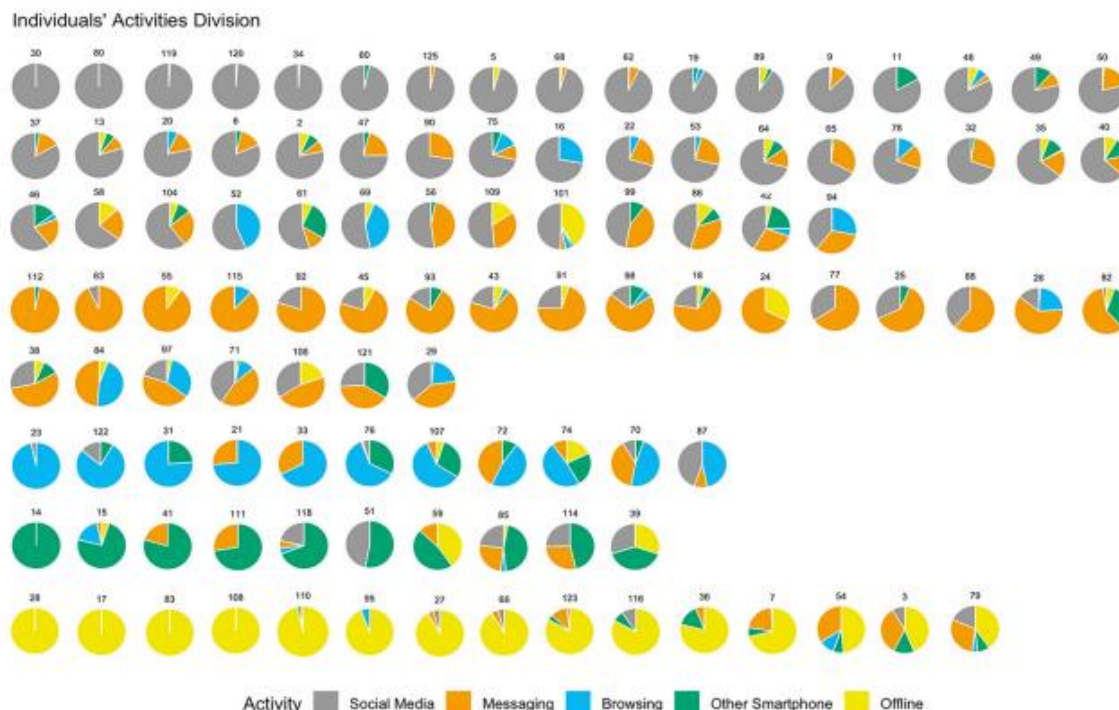 Individuals' Activities Division
30 80 119 120 34 60 125 5 68 62 19 89 9 11 48 49 50
37 13 20 6 2 47 90 75 16 22 53 64 65 78 32 35 40
46 58 104 52 61 69 56 109 101 99 86 42 94
112 63 55 115 92 45 93 43 91 98 18 24 77 25 26 82
38 84 97 71 121 29
23 122 31 21 33 76 107 72 74 70 87
14 15 41 111 118 51 59 85 114 39
28 17 83 108 110 95 27 66 123 116 36 7 54 3 79
Activity Social Media Messaging Browsing Other Smartphone Offline